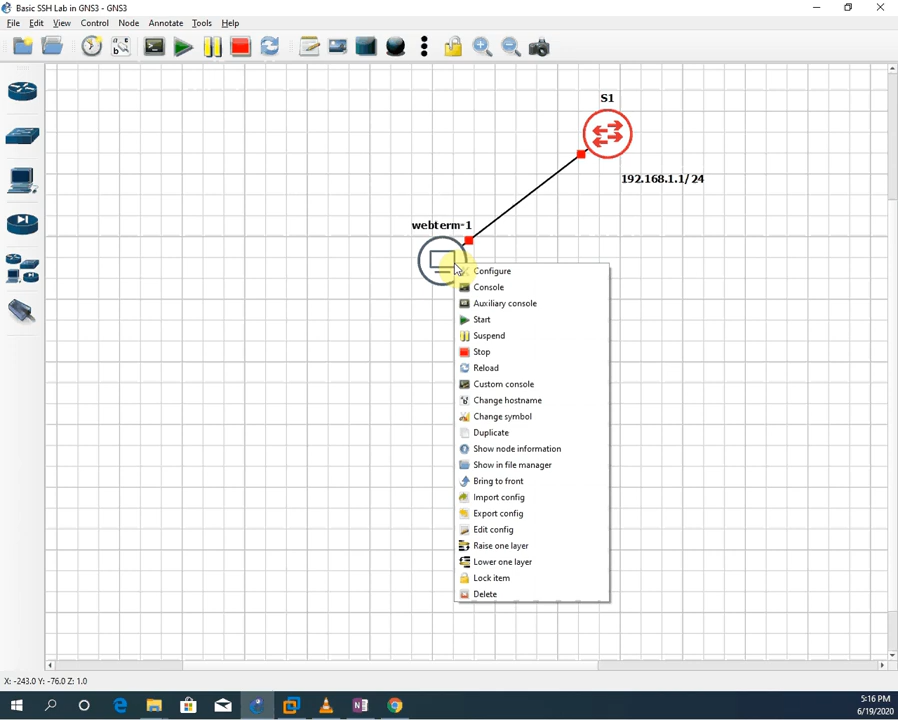 Basic SSH Lab in GNS3 - GNS3
File Edit View Control Node Annotate Tools Help
S1
192.168.1.1/24
webterm-1
Configure
Console
Auxiliary console
Start
Suspend
Stop
Reload
Custom console
Change hostname
Change symbol
Duplicate
Show node information
Show in file manager
Bring to front
Import config
Export config
Edit config
Raise one layer
Lower one layer
Lock item
Delete
X: -243.0 Y: -76.0 Z: 1.0
5:16 PM
6/19/2020